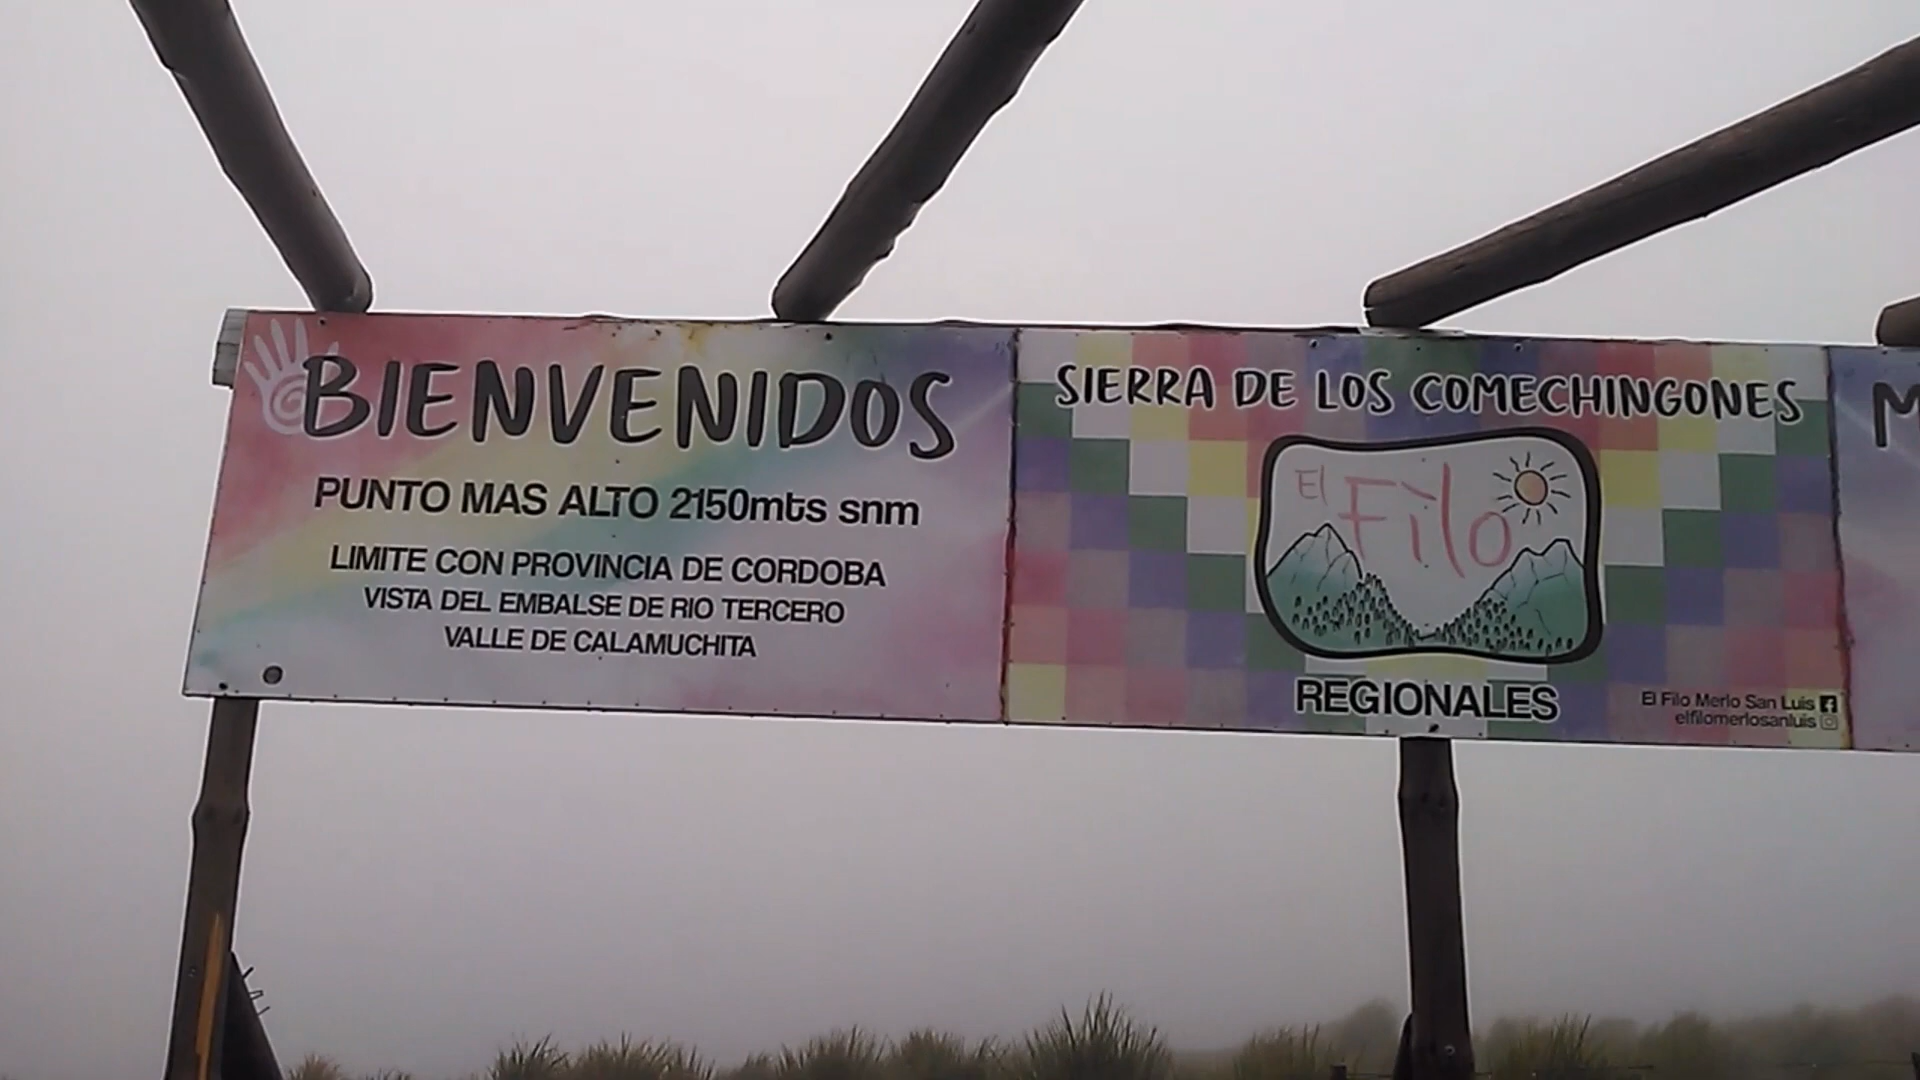 BIENVENIDOS
PUNTO MAS ALTO 2150mts snm
LIMITE CON PROVINCIA DE CORDOBA
VISTA DEL EMBALSE DE RIO TERCERO
VALLE DE CALAMUCHITA
SIERRA DE LOS COMECHINGONES
El Filo
REGIONALES
El Filo Merlo San Luis
elfilomerlosanluis